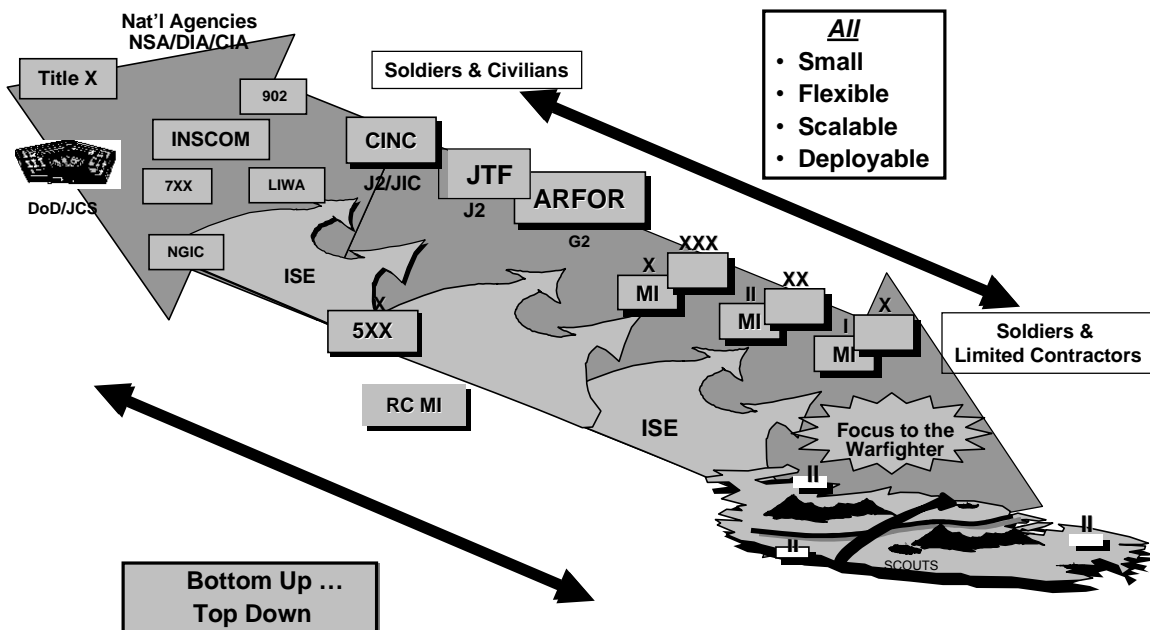 Nat'l Agencies
NSA/DIA/CIA
Title X
902
INSCOM
7XX
LIWA
DoD/JCS
NGIC
Soldiers & Civilians
CINC
J2/JIC
JTF
J2
ARFOR
G2
All
• Small
• Flexible
• Scalable
• Deployable
ISE
X
5XX
RC MI
X
MI
XXX
II
MI
XX
I
MI
X
Soldiers &
Limited Contractors
ISE
Focus to the
Warfighter
II
II
II
SCOUTS
Bottom Up …
Top Down